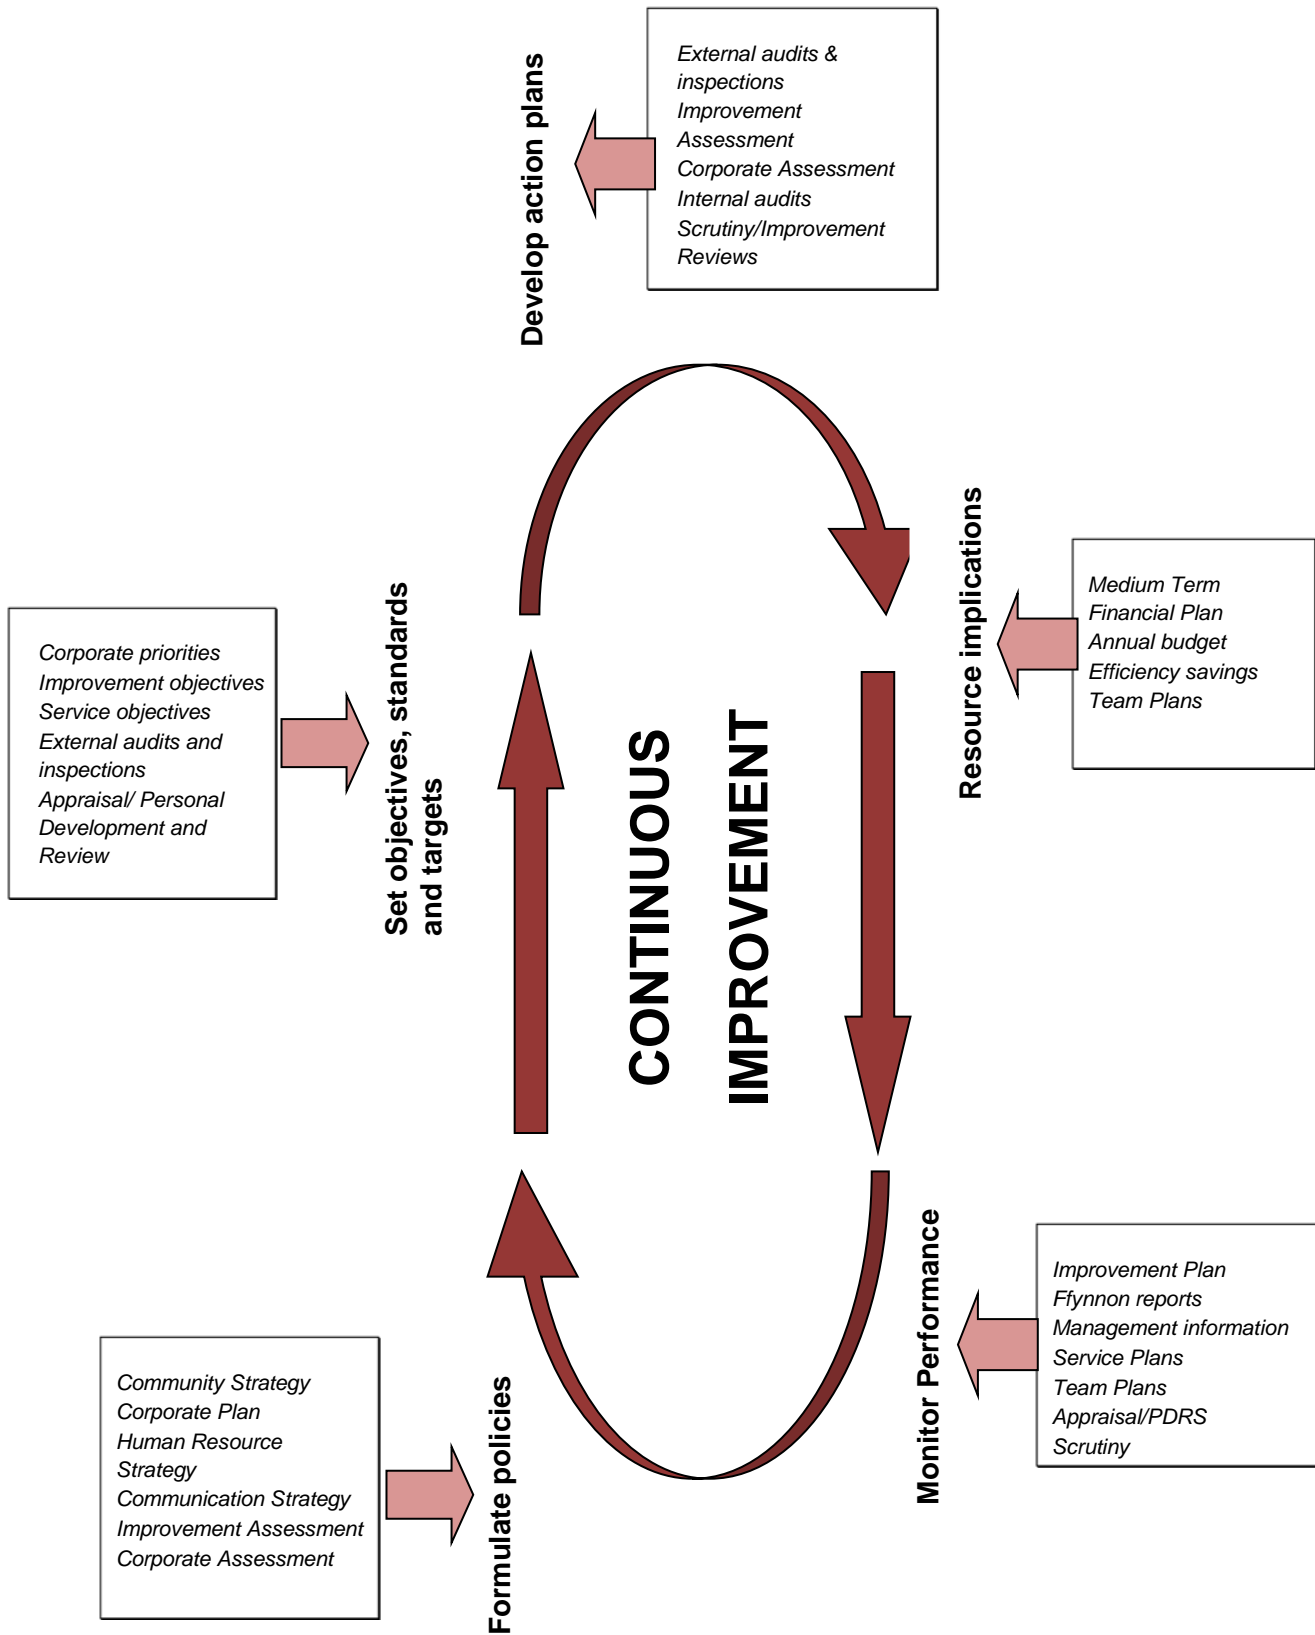 Develop action plans
External audits &
inspections
Improvement
Assessment
Corporate Assessment
Internal audits
Scrutiny/Improvement
Reviews
Corporate priorities
Improvement objectives
Service objectives
External audits and
inspections
Appraisal/ Personal
Development and
Review
Set objectives, standards
and targets
CONTINUOUS
IMPROVEMENT
Resource implications
Medium Term
Financial Plan
Annual budget
Efficiency savings
Team Plans
Community Strategy
Corporate Plan
Human Resource
Strategy
Communication Strategy
Improvement Assessment
Corporate Assessment
Formulate policies
Monitor Performance
Improvement Plan
Ffynnon reports
Management information
Service Plans
Team Plans
Appraisal/PDRS
Scrutiny